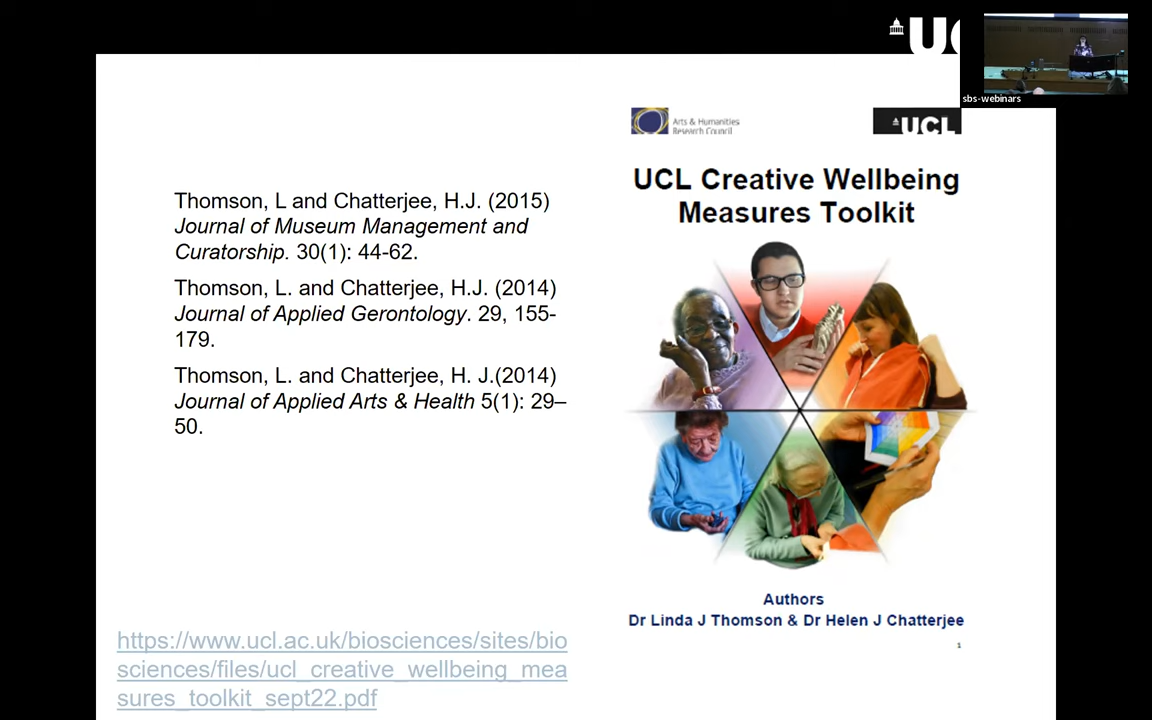 UCL
sbs-webinars
Thomson, L and Chatterjee, H.J. (2015)
Journal of Museum Management and
Curatorship. 30(1): 44-62.
Thomson, L. and Chatterjee, H.J. (2014)
Journal of Applied Gerontology. 29, 155-
179.
Thomson, L. and Chatterjee, H. J.(2014)
Journal of Applied Arts & Health 5(1): 29–
50.
https://www.ucl.ac.uk/biosciences/sites/bio
sciences/files/ucl_creative_wellbeing_mea
sures_toolkit_sept22.pdf
Arts & Humanities
Research Council
UCL
UCL Creative Wellbeing
Measures Toolkit
Authors
Dr Linda J Thomson & Dr Helen J Chatterjee
1